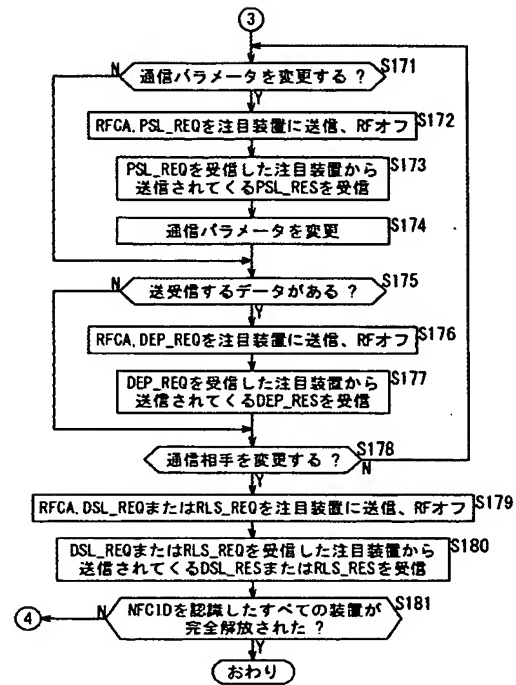 3
通信パラメータを変更する ?
S171
N
Y
RFCA,PSL_REQを注目装置に送信、RFオフ
S172
PSL_REQを受信した注目装置から
送信されてくるPSL_RESを受信
S173
通信パラメータを変更
S174
送受信するデータがある ?
S175
N
Y
RFCA,DEP_REQを注目装置に送信、RFオフ
S176
DEP_REQを受信した注目装置から
送信されてくるDEP_RESを受信
S177
通信相手を変更する ?
S178
N
Y
RFCA,DSL_REQまたはRLS_REQを注目装置に送信、RFオフ
S179
DSL_REQまたはRLS_REQを受信した注目装置から
送信されてくるDSL_RESまたはRLS_RESを受信
S180
NFCIDを認識したすべての装置が
完全解放された ?
S181
N
4
Y
おわり